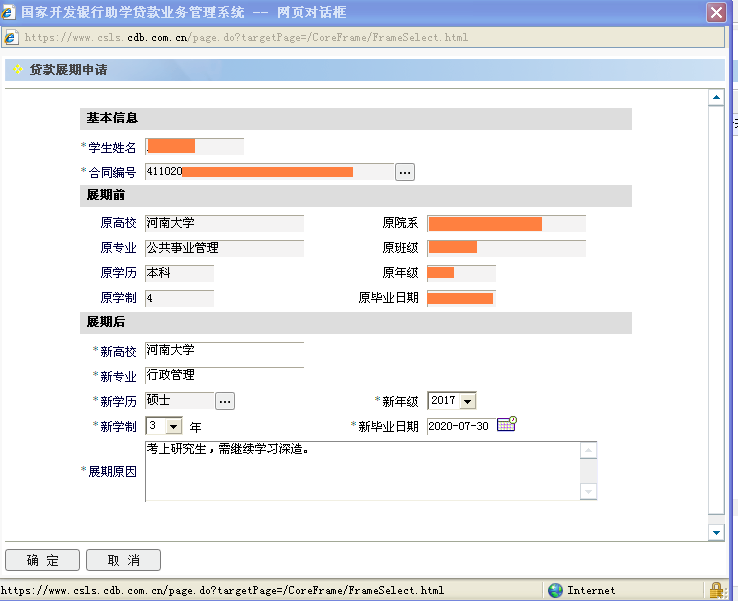 国家开发银行助学贷款业务管理系统 -- 网页对话框
https://www.csls.cdb.com.cn/page.do?targetPage=/CoreFrame/FrameSelect.html
贷款展期申请
基本信息
*学生姓名
*合同编号 411020 ...
展期前
原高校 河南大学 原院系
原专业 公共事业管理 原班级
原学历 本科 原年级
原学制 4 原毕业日期
展期后
*新高校 河南大学
*新专业 行政管理
*新学历 硕士 ... *新年级 2017
*新学制 3 年 *新毕业日期 2020-07-30
*展期原因 考上研究生，需继续学习深造。
确 定 取 消
https://www.csls.cdb.com.cn/page.do?targetPage=/CoreFrame/FrameSelect.html Internet